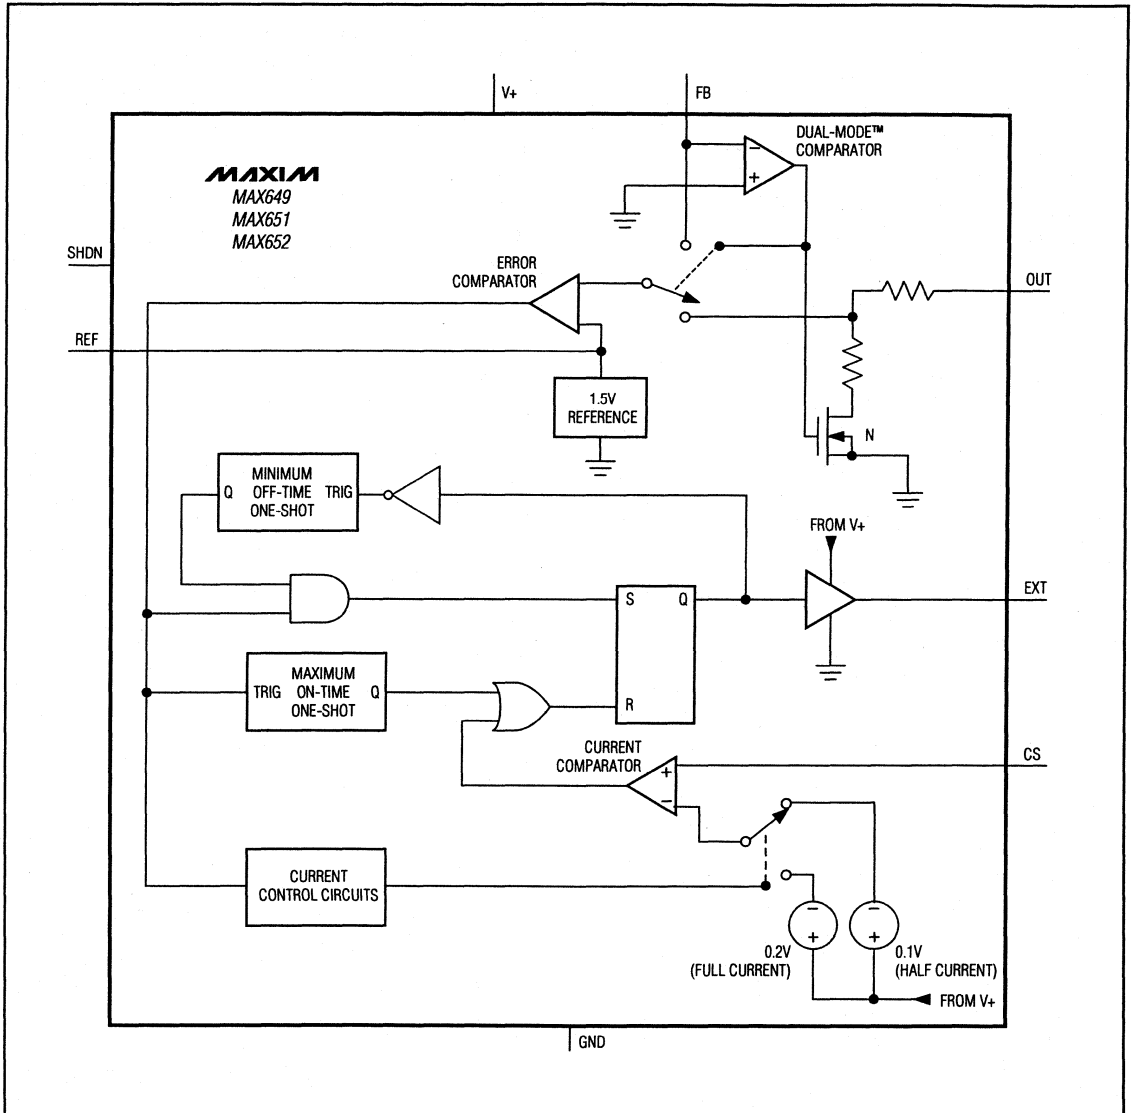 V+
FB
DUAL-MODE™
COMPARATOR
−
+
MAXIM
MAX649
MAX651
MAX652
SHDN
ERROR
COMPARATOR
OUT
REF
1.5V
REFERENCE
N
MINIMUM
Q OFF-TIME TRIG
ONE-SHOT
FROM V+
S Q
EXT
MAXIMUM
TRIG ON-TIME Q
ONE-SHOT
R
CURRENT
COMPARATOR
+
−
CS
CURRENT
CONTROL CIRCUITS
− −
+ +
0.2V
(FULL CURRENT)
0.1V
(HALF CURRENT)
FROM V+
GND